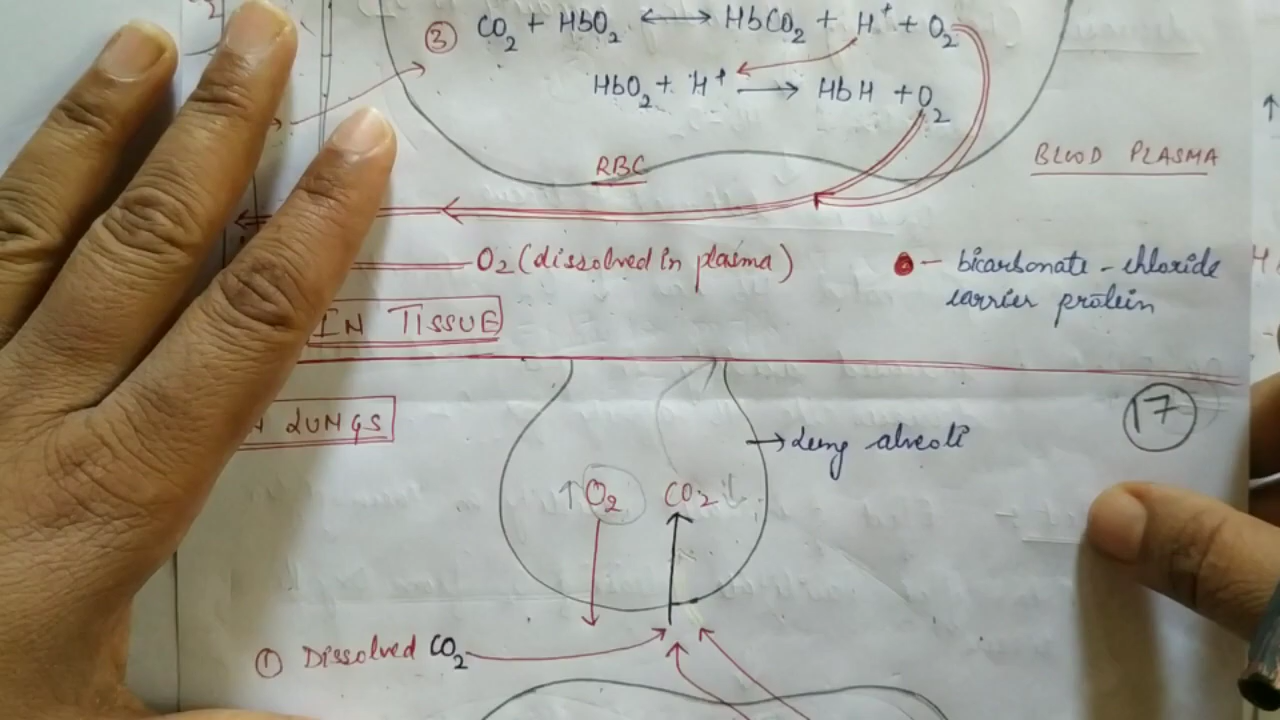 ③ CO₂ + HbO₂ ⟷ HbCO₂ + H⁺ + O₂
HbO₂ + H⁺ ⟶ HbH + O₂
RBC
BLOOD PLASMA
O₂ (dissolved in plasma)
- bicarbonate - chloride
carrier protein
IN TISSUE
LUNGS
17
→ Lung alveoli
↑ O₂ CO₂ ↓
① Dissolved CO₂